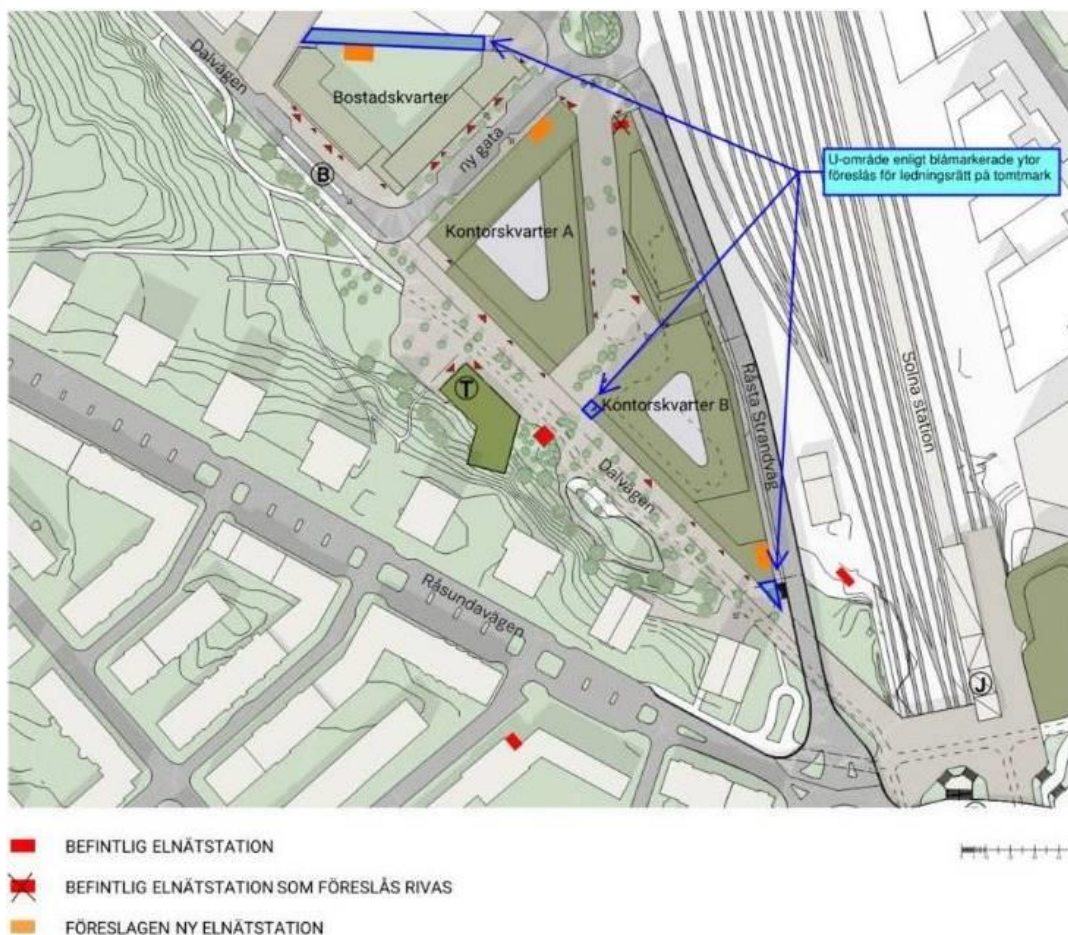 Dalvägen
Bostadskvarter
ny gata
B
U-område enligt blåmarkerade ytor
föreslås för ledningsrätt på tomtmark
Kontorskvarter A
T
Kontorskvarter B
Råsta Strandväg
Solna station
Dalvägen
Råsundavägen
J
BEFINTLIG ELNÄTSTATION
BEFINTLIG ELNÄTSTATION SOM FÖRESLÅS RIVAS
FÖRESLAGEN NY ELNÄTSTATION